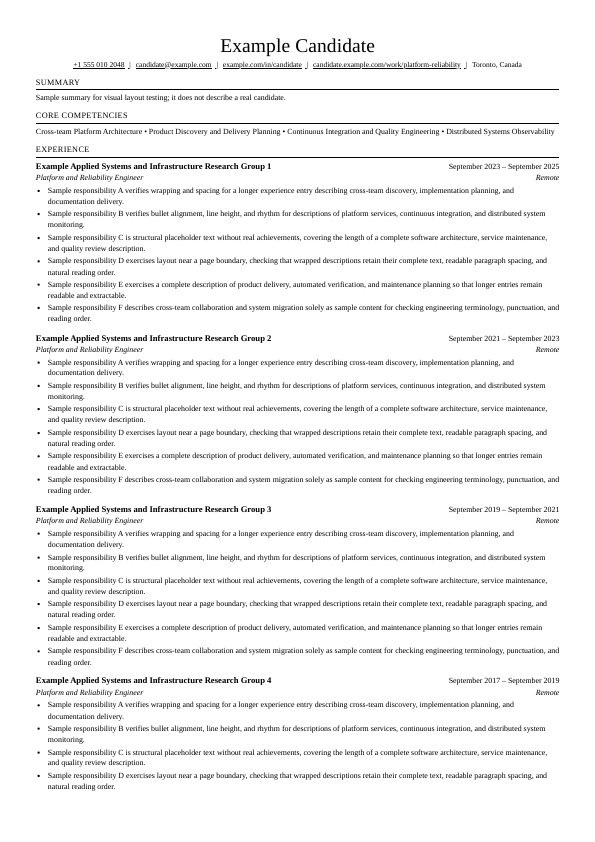 Example Candidate
+1 555 010 2048 | candidate@example.com | example.com/in/candidate | candidate.example.com/work/platform-reliability | Toronto, Canada
SUMMARY
Sample summary for visual layout testing; it does not describe a real candidate.
CORE COMPETENCIES
Cross-team Platform Architecture • Product Discovery and Delivery Planning • Continuous Integration and Quality Engineering • Distributed Systems Observability
EXPERIENCE
Example Applied Systems and Infrastructure Research Group 1 September 2023 – September 2025
Platform and Reliability Engineer Remote
• Sample responsibility A verifies wrapping and spacing for a longer experience entry describing cross-team discovery, implementation planning, and
documentation delivery.
• Sample responsibility B verifies bullet alignment, line height, and rhythm for descriptions of platform services, continuous integration, and distributed system
monitoring.
• Sample responsibility C is structural placeholder text without real achievements, covering the length of a complete software architecture, service maintenance,
and quality review description.
• Sample responsibility D exercises layout near a page boundary, checking that wrapped descriptions retain their complete text, readable paragraph spacing, and
natural reading order.
• Sample responsibility E exercises a complete description of product delivery, automated verification, and maintenance planning so that longer entries remain
readable and extractable.
• Sample responsibility F describes cross-team collaboration and system migration solely as sample content for checking engineering terminology, punctuation, and
reading order.
Example Applied Systems and Infrastructure Research Group 2 September 2021 – September 2023
Platform and Reliability Engineer Remote
• Sample responsibility A verifies wrapping and spacing for a longer experience entry describing cross-team discovery, implementation planning, and
documentation delivery.
• Sample responsibility B verifies bullet alignment, line height, and rhythm for descriptions of platform services, continuous integration, and distributed system
monitoring.
• Sample responsibility C is structural placeholder text without real achievements, covering the length of a complete software architecture, service maintenance,
and quality review description.
• Sample responsibility D exercises layout near a page boundary, checking that wrapped descriptions retain their complete text, readable paragraph spacing, and
natural reading order.
• Sample responsibility E exercises a complete description of product delivery, automated verification, and maintenance planning so that longer entries remain
readable and extractable.
• Sample responsibility F describes cross-team collaboration and system migration solely as sample content for checking engineering terminology, punctuation, and
reading order.
Example Applied Systems and Infrastructure Research Group 3 September 2019 – September 2021
Platform and Reliability Engineer Remote
• Sample responsibility A verifies wrapping and spacing for a longer experience entry describing cross-team discovery, implementation planning, and
documentation delivery.
• Sample responsibility B verifies bullet alignment, line height, and rhythm for descriptions of platform services, continuous integration, and distributed system
monitoring.
• Sample responsibility C is structural placeholder text without real achievements, covering the length of a complete software architecture, service maintenance,
and quality review description.
• Sample responsibility D exercises layout near a page boundary, checking that wrapped descriptions retain their complete text, readable paragraph spacing, and
natural reading order.
• Sample responsibility E exercises a complete description of product delivery, automated verification, and maintenance planning so that longer entries remain
readable and extractable.
• Sample responsibility F describes cross-team collaboration and system migration solely as sample content for checking engineering terminology, punctuation, and
reading order.
Example Applied Systems and Infrastructure Research Group 4 September 2017 – September 2019
Platform and Reliability Engineer Remote
• Sample responsibility A verifies wrapping and spacing for a longer experience entry describing cross-team discovery, implementation planning, and
documentation delivery.
• Sample responsibility B verifies bullet alignment, line height, and rhythm for descriptions of platform services, continuous integration, and distributed system
monitoring.
• Sample responsibility C is structural placeholder text without real achievements, covering the length of a complete software architecture, service maintenance,
and quality review description.
• Sample responsibility D exercises layout near a page boundary, checking that wrapped descriptions retain their complete text, readable paragraph spacing, and
natural reading order.